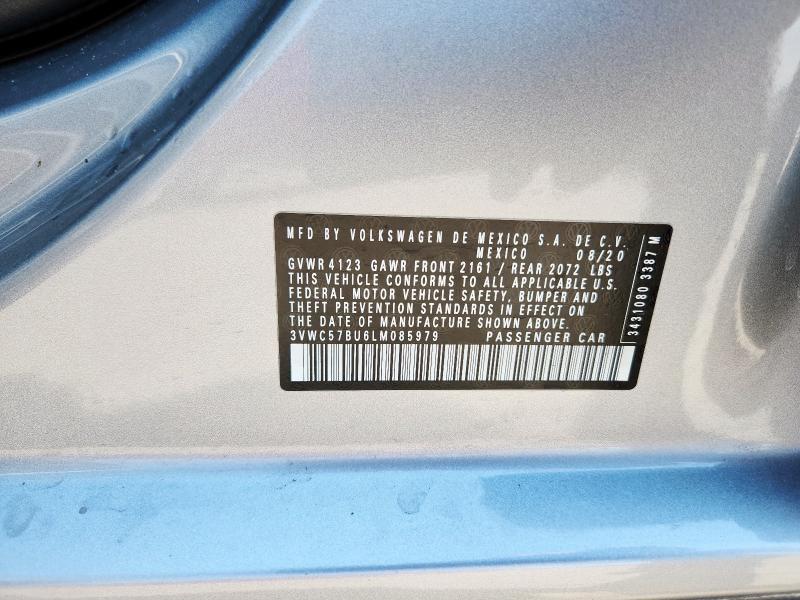 MFD BY VOLKSWAGEN DE MEXICO S.A. DE C.V.
MEXICO 08/20
GVWR 4123 GAWR FRONT 2161 / REAR 2072 LBS
THIS VEHICLE CONFORMS TO ALL APPLICABLE U.S.
FEDERAL MOTOR VEHICLE SAFETY, BUMPER AND
THEFT PREVENTION STANDARDS IN EFFECT ON
THE DATE OF MANUFACTURE SHOWN ABOVE.
3VWC57BU6LM085979 PASSENGER CAR
3431080 3387 M